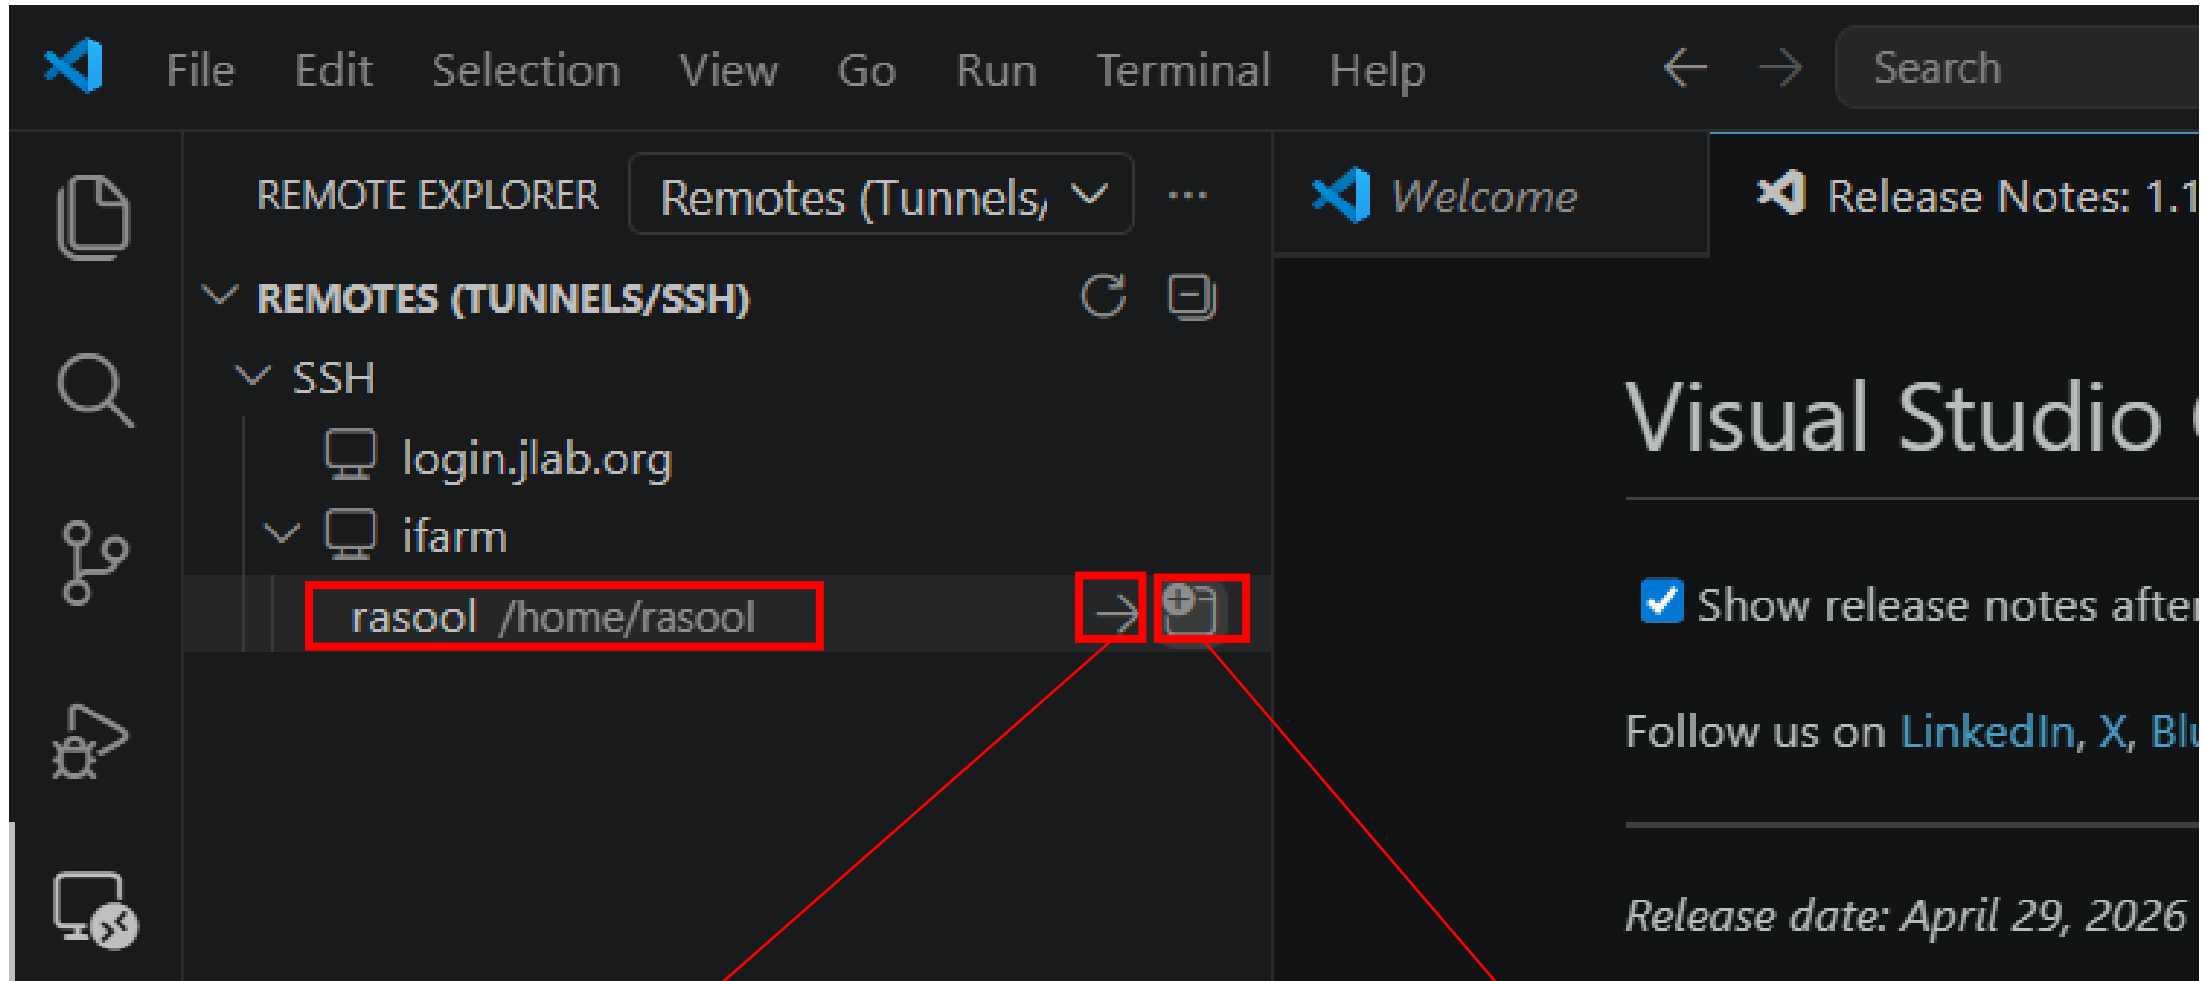 File Edit Selection View Go Run Terminal Help Search
REMOTE EXPLORER Remotes (Tunnels/
Welcome
Release Notes: 1.1
REMOTES (TUNNELS/SSH)
SSH
login.jlab.org
ifarm
rasool /home/rasool
Visual Studio
Show release notes after
Follow us on LinkedIn, X, Blu
Release date: April 29, 2026